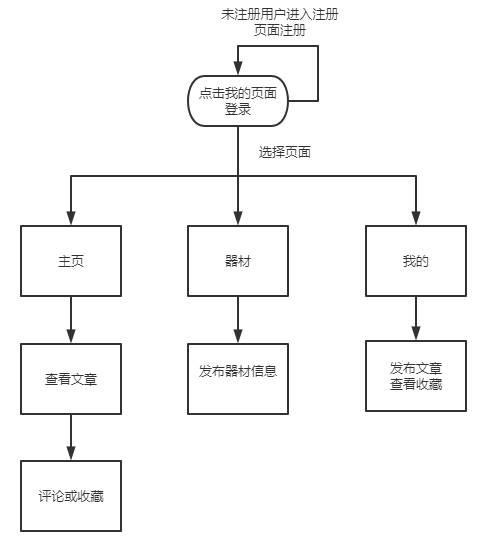 未注册用户进入注册
页面注册
点击我的页面
登录
选择页面
主页
器材
我的
查看文章
发布器材信息
发布文章
查看收藏
评论或收藏